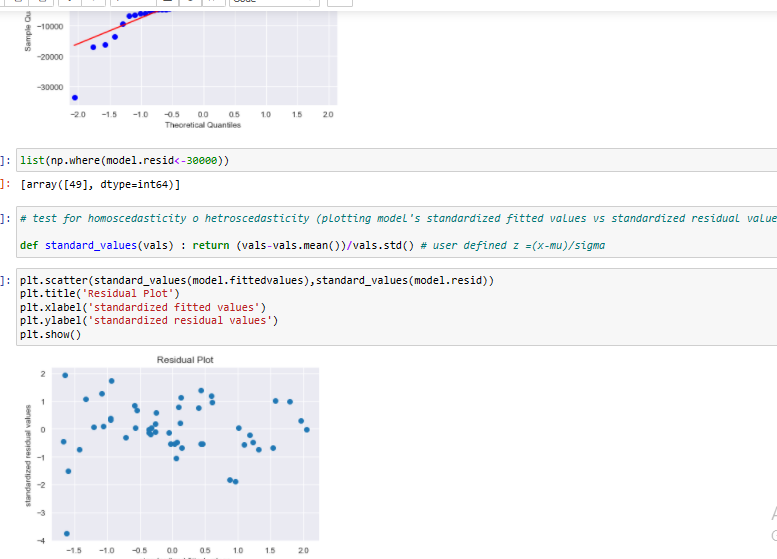 Code
-10000
-20000
-30000
Sample Qu
-2.0 -1.5 -1.0 -0.5 0.0 0.5 1.0 1.5 2.0
Theoretical Quantiles
]: list(np.where(model.resid<-30000))
]: [array([49], dtype=int64)]
]: # test for homoscedasticity o hetroscedasticity (plotting model's standardized fitted values vs standardized residual value
def standard_values(vals) : return (vals-vals.mean())/vals.std() # user defined z =(x-mu)/sigma
]: plt.scatter(standard_values(model.fittedvalues),standard_values(model.resid))
plt.title('Residual Plot')
plt.xlabel('standardized fitted values')
plt.ylabel('standardized residual values')
plt.show()
Residual Plot
2
1
0
-1
-2
-3
-4
standardized residual values
-1.5 -1.0 -0.5 0.0 0.5 1.0 1.5 2.0